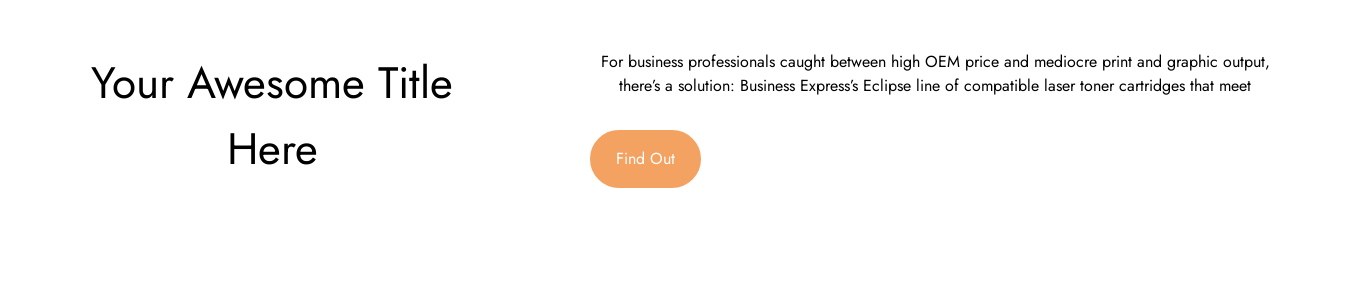 Your Awesome Title
Here
For business professionals caught between high OEM price and mediocre print and graphic output,
there’s a solution: Business Express’s Eclipse line of compatible laser toner cartridges that meet
Find Out